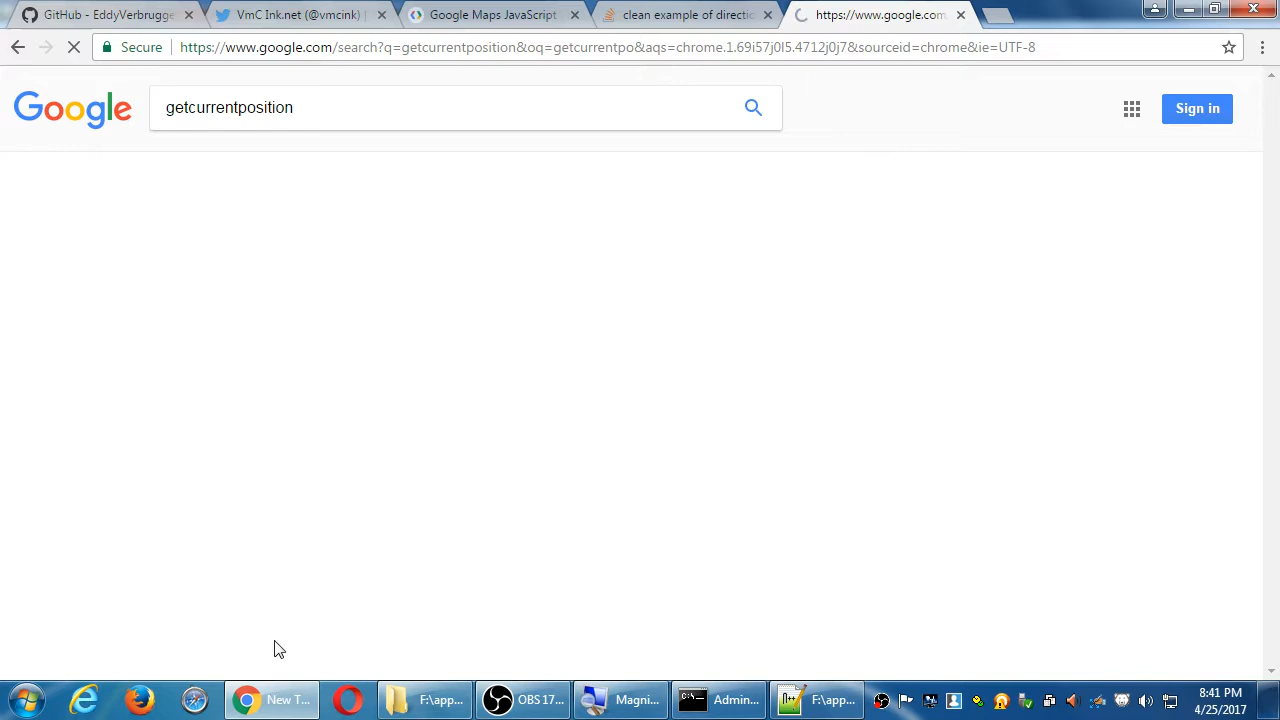 GitHub - EddyVerbrugge
VmC Inknet (@vmcink) |
Google Maps JavaScript
clean example of directic
https://www.google.com
Secure
https://www.google.com/search?q=getcurrentposition&oq=getcurrentpo&aqs=chrome.1.69i57j0l5.4712j0j7&sourceid=chrome&ie=UTF-8
Google
getcurrentposition
Sign in
New T...
F:\app...
OBS 17...
Magni...
Admin...
F:\app...
8:41 PM
4/25/2017